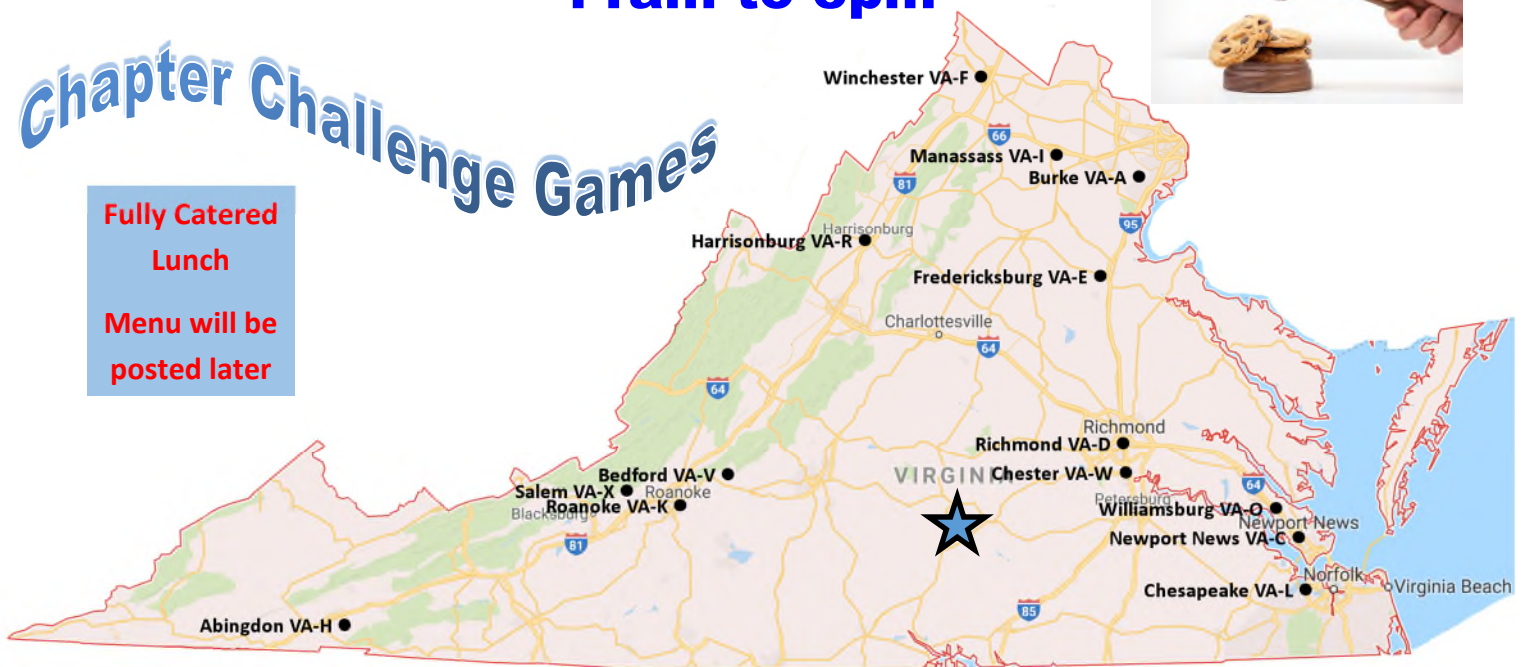 Winchester VA-F
Chapter Challenge Games
66
Manassass VA-I
Burke VA-A
81
Fully Catered
Lunch
Menu will be
posted later
95
Harrisonburg
Harrisonburg VA-R
Fredericksburg VA-E
Charlottesville
64
64
Richmond
Richmond VA-D
VIRGINIA
Chester VA-W
Bedford VA-V
Salem VA-X
Roanoke
Roanoke VA-K
Blacksburg
64
Petersburg
Williamsburg VA-O
Newport News
Newport News VA-C
81
Norfolk
Chesapeake VA-L
Virginia Beach
85
Abingdon VA-H